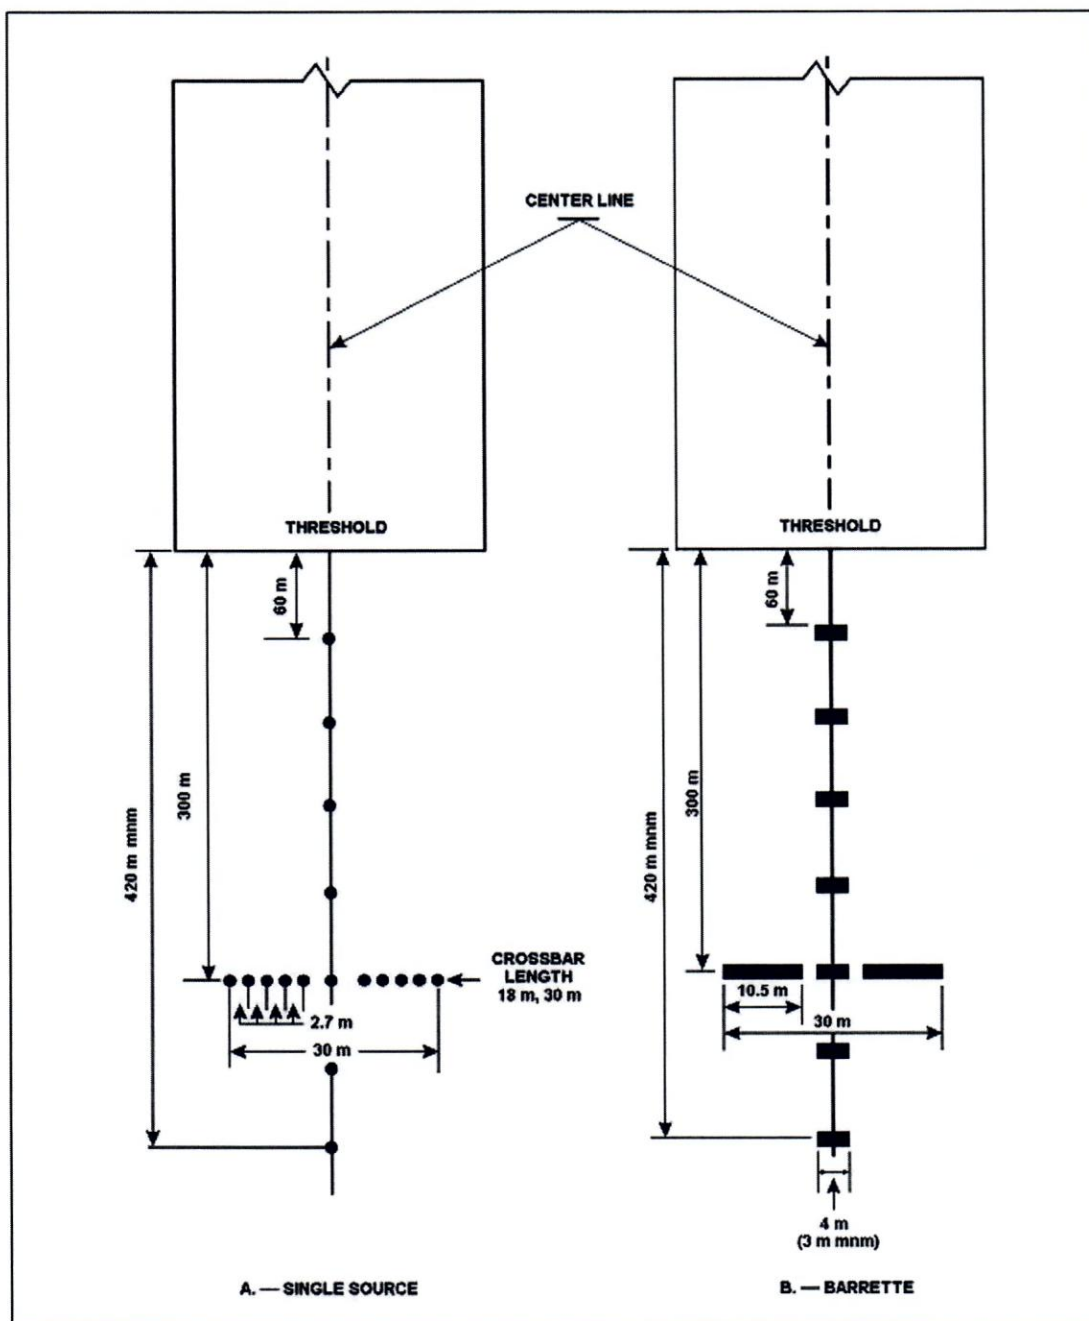 CENTER LINE
THRESHOLD
THRESHOLD
60 m
60 m
300 m
300 m
420 m mnm
420 m mnm
CROSSBAR
LENGTH
18 m, 30 m
2.7 m
30 m
10.5 m
30 m
4 m
(3 m mnm)
A. — SINGLE SOURCE
B. — BARRETTE